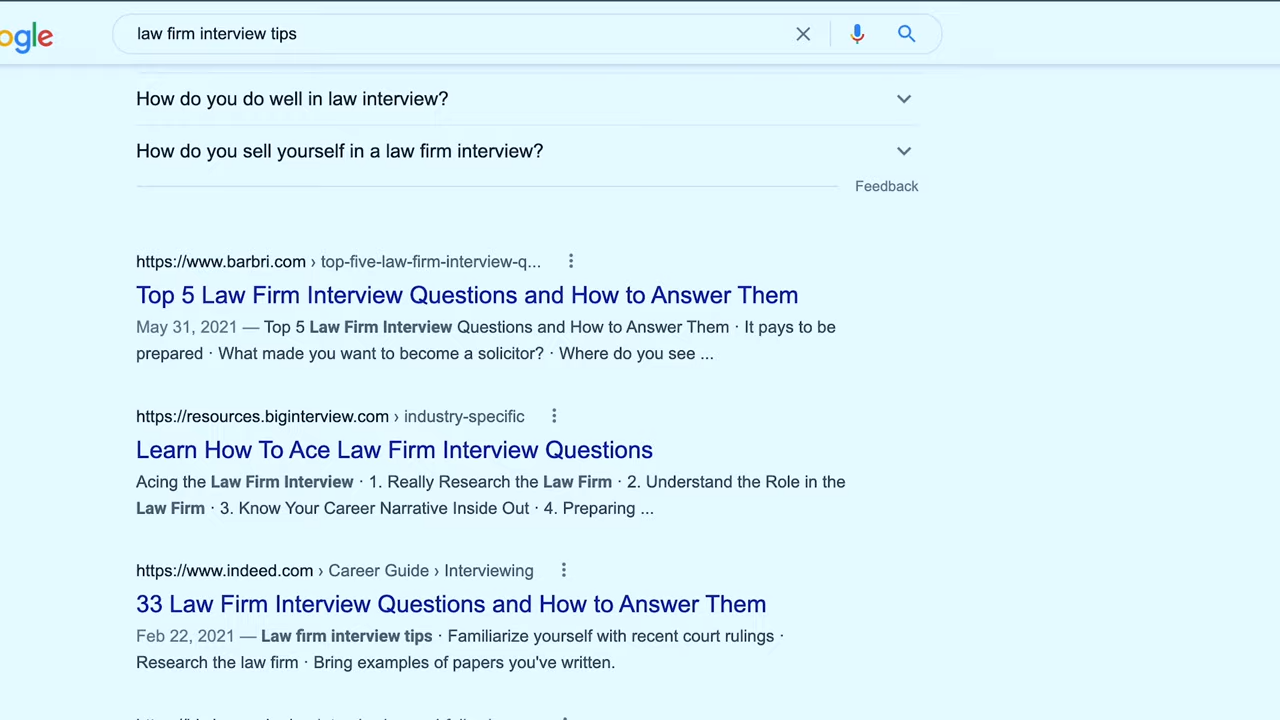 ogle law firm interview tips
How do you do well in law interview?
How do you sell yourself in a law firm interview?
Feedback
https://www.barbri.com › top-five-law-firm-interview-q...
Top 5 Law Firm Interview Questions and How to Answer Them
May 31, 2021 — Top 5 Law Firm Interview Questions and How to Answer Them · It pays to be
prepared · What made you want to become a solicitor? · Where do you see ...
https://resources.biginterview.com › industry-specific
Learn How To Ace Law Firm Interview Questions
Acing the Law Firm Interview · 1. Really Research the Law Firm · 2. Understand the Role in the
Law Firm · 3. Know Your Career Narrative Inside Out · 4. Preparing ...
https://www.indeed.com › Career Guide › Interviewing
33 Law Firm Interview Questions and How to Answer Them
Feb 22, 2021 — Law firm interview tips · Familiarize yourself with recent court rulings ·
Research the law firm · Bring examples of papers you've written.